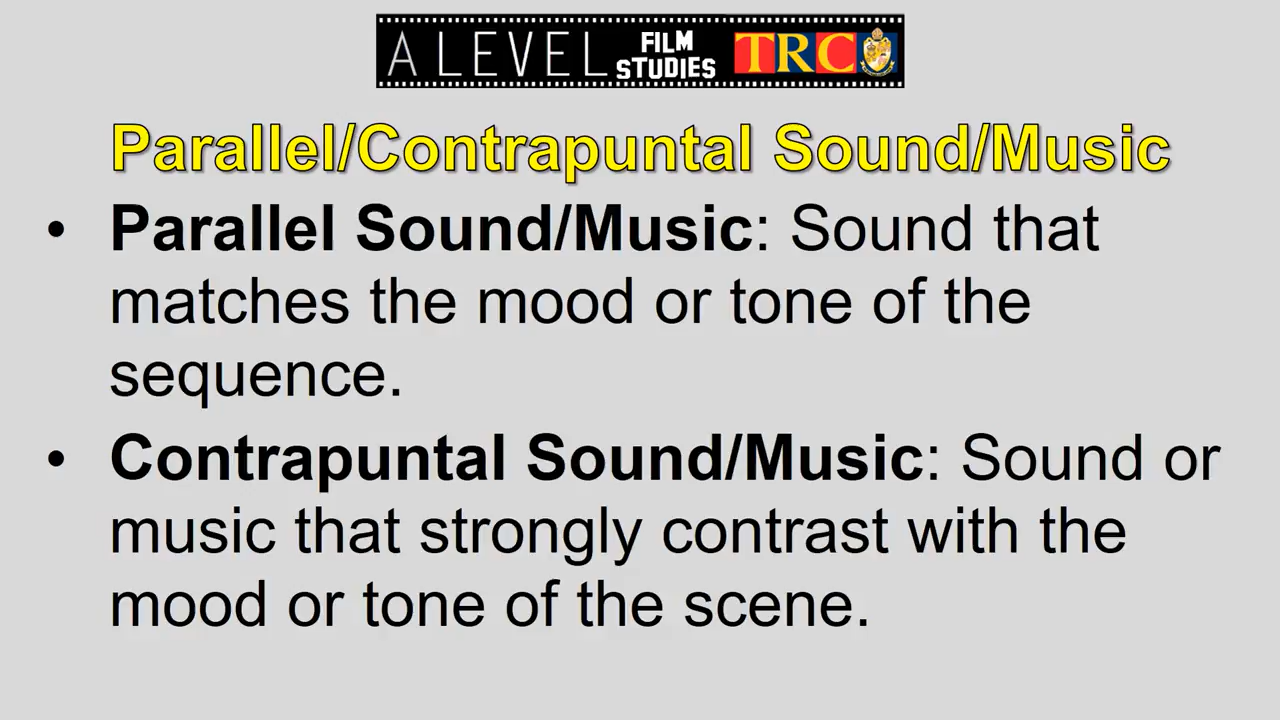 A LEVEL FILM STUDIES TRC
Parallel/Contrapuntal Sound/Music
• Parallel Sound/Music: Sound that
matches the mood or tone of the
sequence.
• Contrapuntal Sound/Music: Sound or
music that strongly contrast with the
mood or tone of the scene.